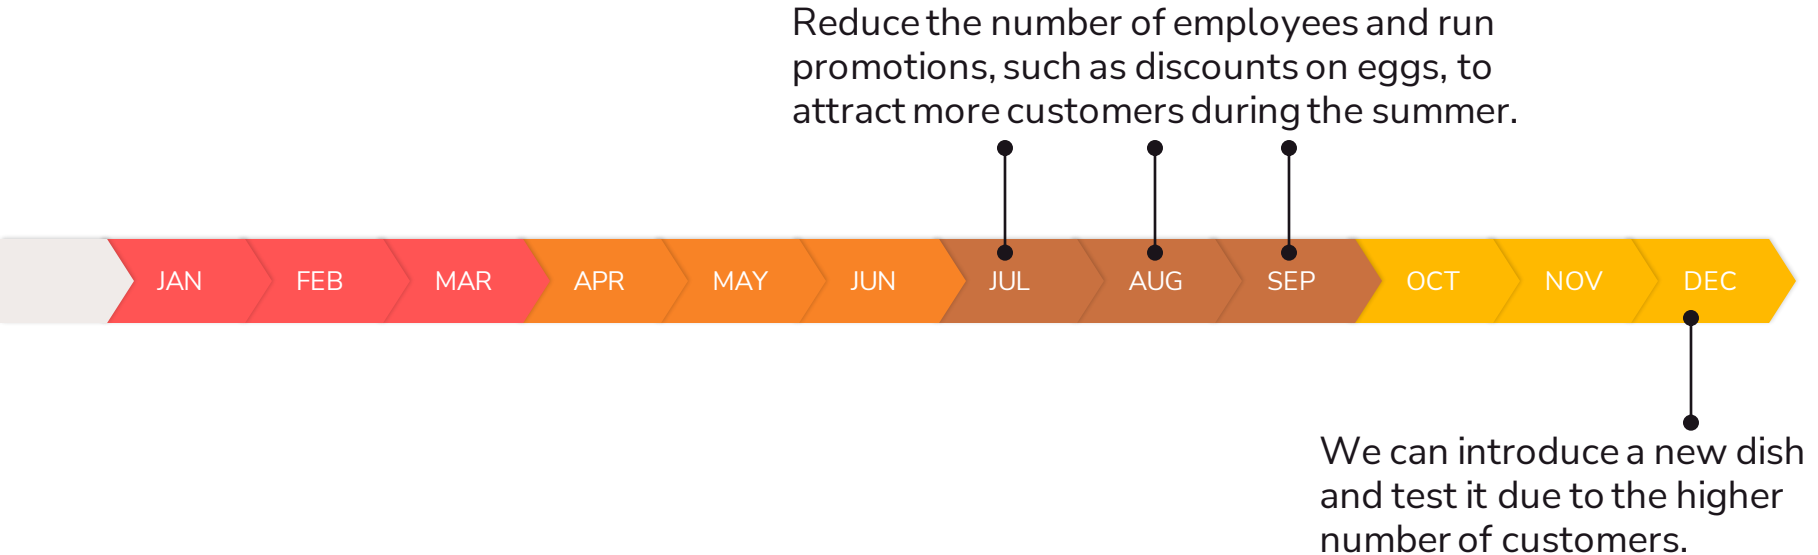 Reduce the number of employees and run
promotions, such as discounts on eggs, to
attract more customers during the summer.
JAN FEB MAR APR MAY JUN JUL AUG SEP OCT NOV DEC
We can introduce a new dish
and test it due to the higher
number of customers.